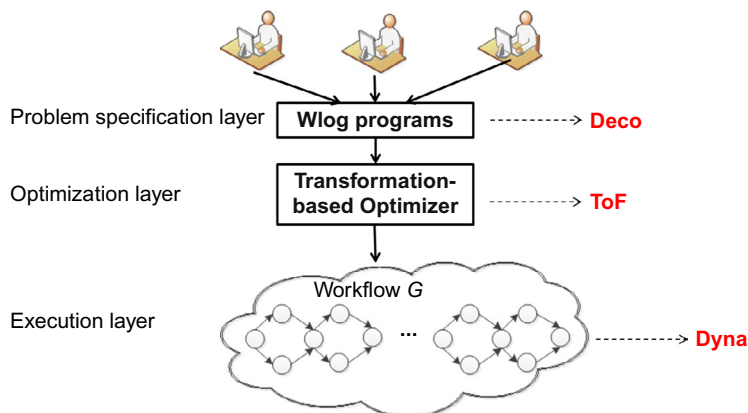 Problem specification layer
Wlog programs
Deco
Optimization layer
Transformation-
based Optimizer
ToF
Workflow G
Execution layer
...
Dyna